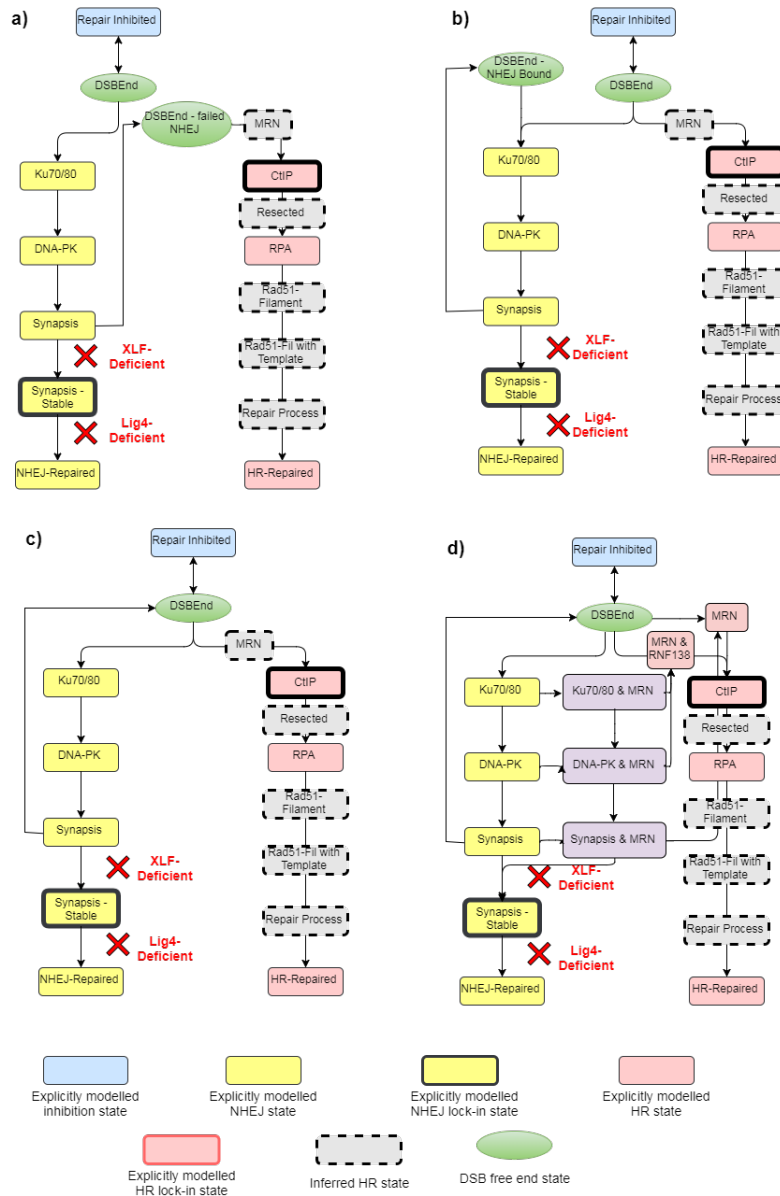 a)
Repair Inhibited
DSBEnd
DSBEnd - failed
NHEJ
MRN
Ku70/80
CtIP
Resected
DNA-PK
RPA
Rad51-
Filament
Synapsis
XLF-
Deficient
Rad51-Fil with
Template
Synapsis -
Stable
Lig4-
Deficient
Repair Process
NHEJ-Repaired
HR-Repaired
b)
Repair Inhibited
DSBEnd -
NHEJ Bound
DSBEnd
MRN
Ku70/80
CtIP
Resected
DNA-PK
RPA
Rad51-
Filament
Synapsis
XLF-
Deficient
Rad51-Fil with
Template
Synapsis -
Stable
Lig4-
Deficient
Repair Process
NHEJ-Repaired
HR-Repaired
c)
Repair Inhibited
DSBEnd
MRN
Ku70/80
CtIP
Resected
DNA-PK
RPA
Rad51-
Filament
Synapsis
XLF-
Deficient
Rad51-Fil with
Template
Synapsis -
Stable
Lig4-
Deficient
Repair Process
NHEJ-Repaired
HR-Repaired
d)
Repair Inhibited
DSBEnd
MRN
MRN &
RNF138
Ku70/80
Ku70/80 & MRN
CtIP
Resected
DNA-PK
DNA-PK & MRN
RPA
Rad51-
Filament
Synapsis
Synapsis & MRN
XLF-
Deficient
Rad51-Fil with
Template
Synapsis -
Stable
Lig4-
Deficient
Repair Process
NHEJ-Repaired
HR-Repaired
Explicitly modelled
inhibition state
Explicitly modelled
NHEJ state
Explicitly modelled
NHEJ lock-in state
Explicitly modelled
HR state
Explicitly modelled
HR lock-in state
Inferred HR state
DSB free end state